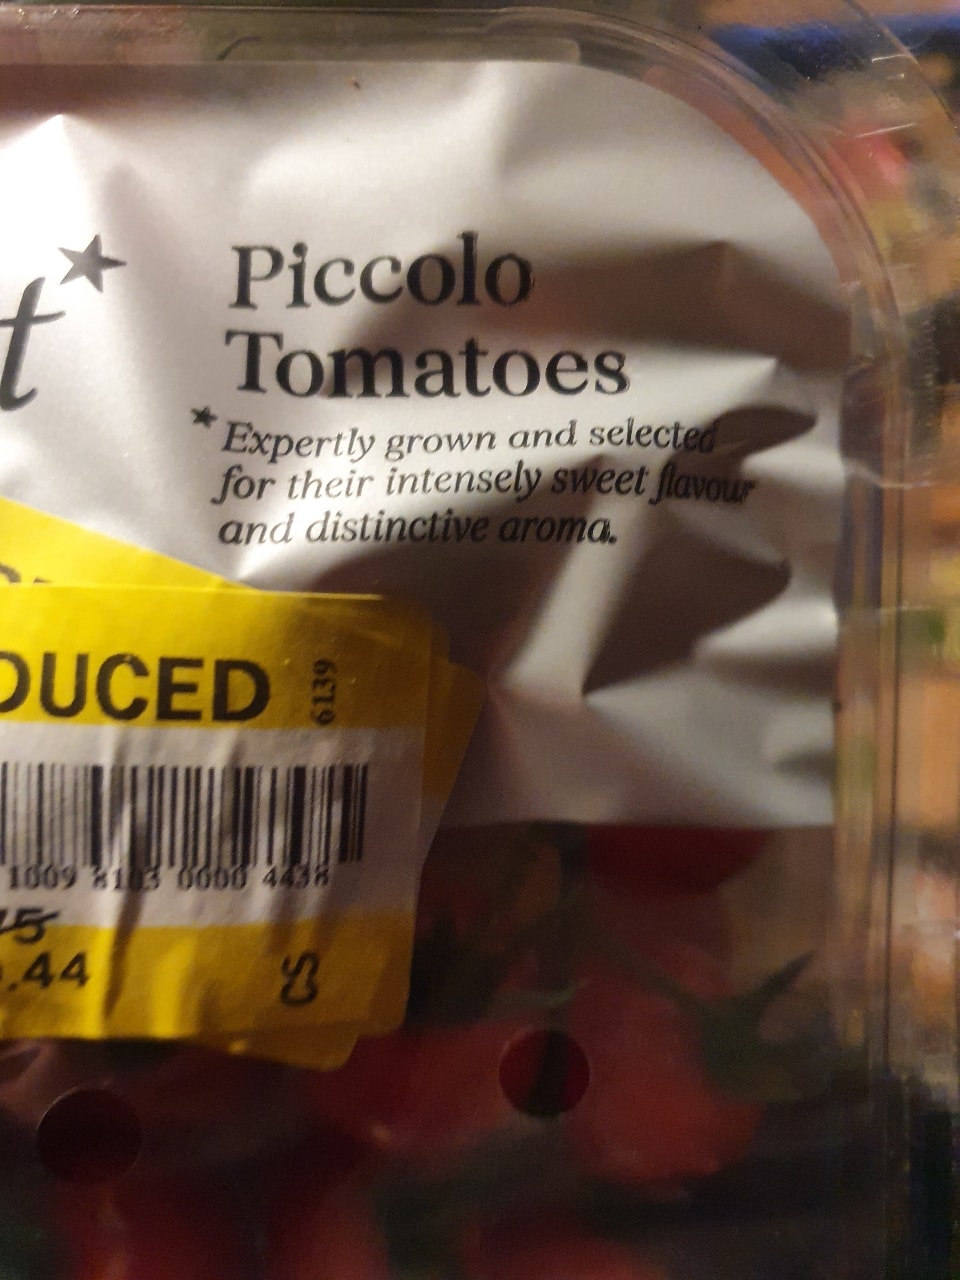 t*
Piccolo
Tomatoes
*Expertly grown and selected
for their intensely sweet flavour
and distinctive aroma.
DUCED
6139
1009 8103 0000 4438
75
.44